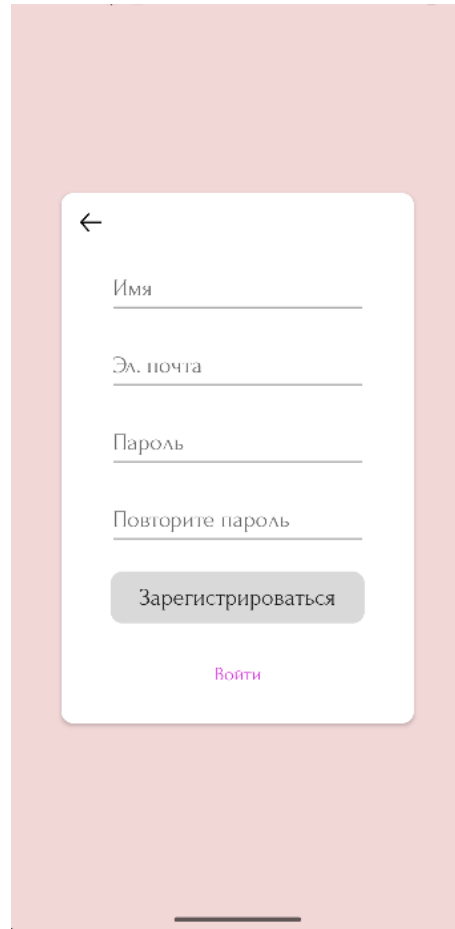 Имя
Эл. почта
Пароль
Повторите пароль
Зарегистрироваться
Войти